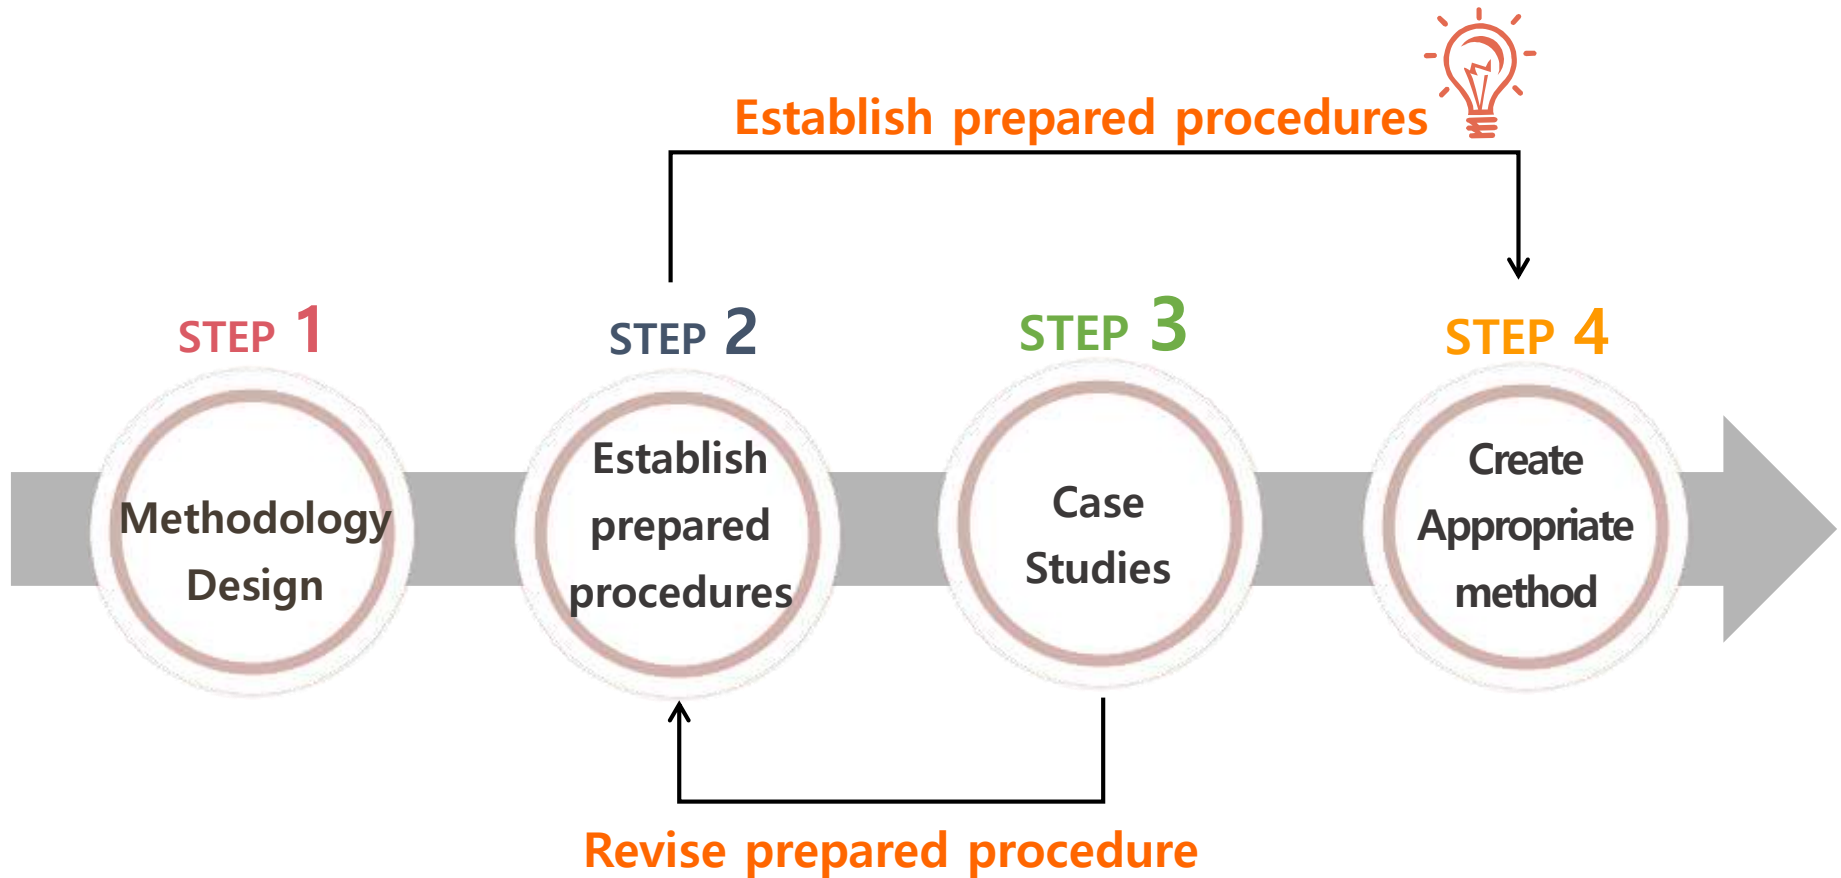 Establish prepared procedures
STEP 1
STEP 2
STEP 3
STEP 4
Methodology
Design
Establish
prepared
procedures
Case
Studies
Create
Appropriate
method
Revise prepared procedure